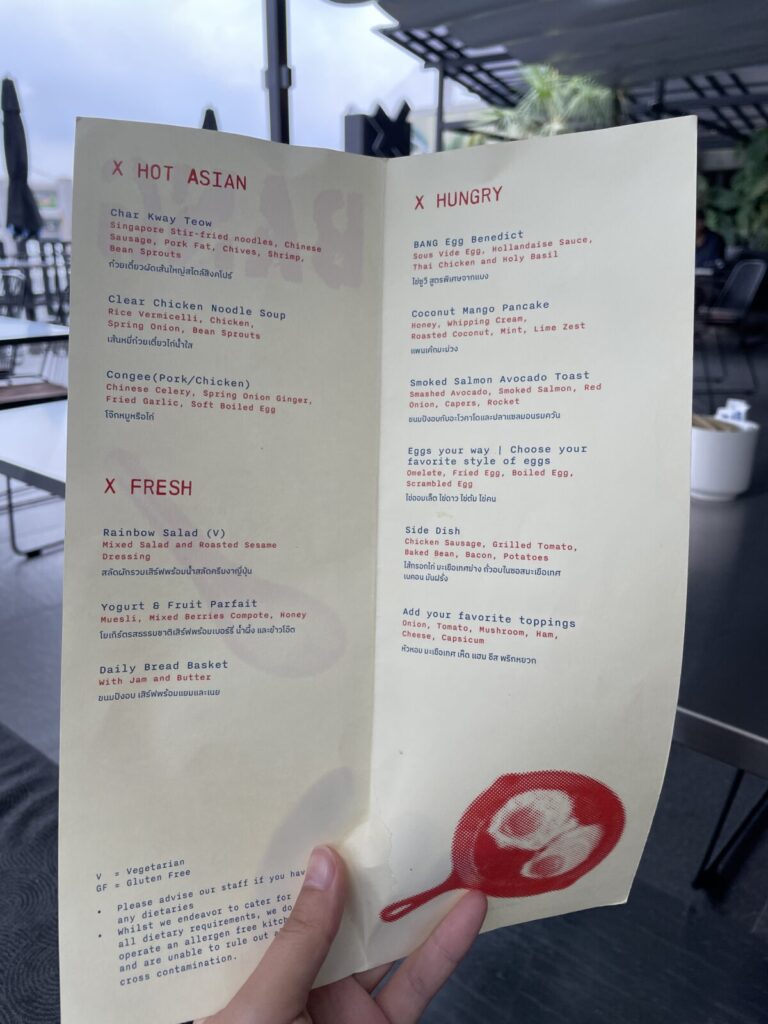 X HOT ASIAN
Char Kway Teow
Singapore Stir-fried noodles, Chinese
Sausage, Pork Fat, Chives, Shrimp,
Bean Sprouts
ก๋วยเตี๋ยวผัดเส้นใหญ่สไตล์สิงคโปร์
Clear Chicken Noodle Soup
Rice Vermicelli, Chicken,
Spring Onion, Bean Sprouts
เส้นหมี่ก๋วยเตี๋ยวไก่น้ำใส
Congee(Pork/Chicken)
Chinese Celery, Spring Onion Ginger,
Fried Garlic, Soft Boiled Egg
โจ๊กหมูหรือไก่
X FRESH
Rainbow Salad (V)
Mixed Salad and Roasted Sesame
Dressing
สลัดผักรวมเสิร์ฟพร้อมน้ำสลัดครีมงาญี่ปุ่น
Yogurt & Fruit Parfait
Muesli, Mixed Berries Compote, Honey
โยเกิร์ตรสธรรมชาติเสิร์ฟพร้อมเบอร์รี่ น้ำผึ้ง และข้าวโอ๊ต
Daily Bread Basket
With Jam and Butter
ขนมปังอบ เสิร์ฟพร้อมแยมและเนย
V = Vegetarian
GF = Gluten Free
• Please advise our staff if you hav
any dietaries
• Whilst we endeavor to cater for
all dietary requirements, we do
operate an allergen free kitch
and are unable to rule out
cross contamination.
X HUNGRY
BANG Egg Benedict
Sous Vide Egg, Hollandaise Sauce,
Thai Chicken and Holy Basil
ไข่ซูวี สูตรพิเศษจากแบง
Coconut Mango Pancake
Honey, Whipping Cream,
Roasted Coconut, Mint, Lime Zest
แพนเค้กมะม่วง
Smoked Salmon Avocado Toast
Smashed Avocado, Smoked Salmon, Red
Onion, Capers, Rocket
ขนมปังอบกับอะโวคาโดและปลาแซลมอนรมควัน
Eggs your way | Choose your
favorite style of eggs
Omelete, Fried Egg, Boiled Egg,
Scrambled Egg
ไข่ออมเล็ต ไข่ดาว ไข่ต้ม ไข่คน
Side Dish
Chicken Sausage, Grilled Tomato,
Baked Bean, Bacon, Potatoes
ไส้กรอกไก่ มะเขือเทศย่าง ถั่วอบในซอสมะเขือเทศ
เบคอน มันฝรั่ง
Add your favorite toppings
Onion, Tomato, Mushroom, Ham,
Cheese, Capsicum
หัวหอม มะเขือเทศ เห็ด แฮม ชีส พริกหยวก